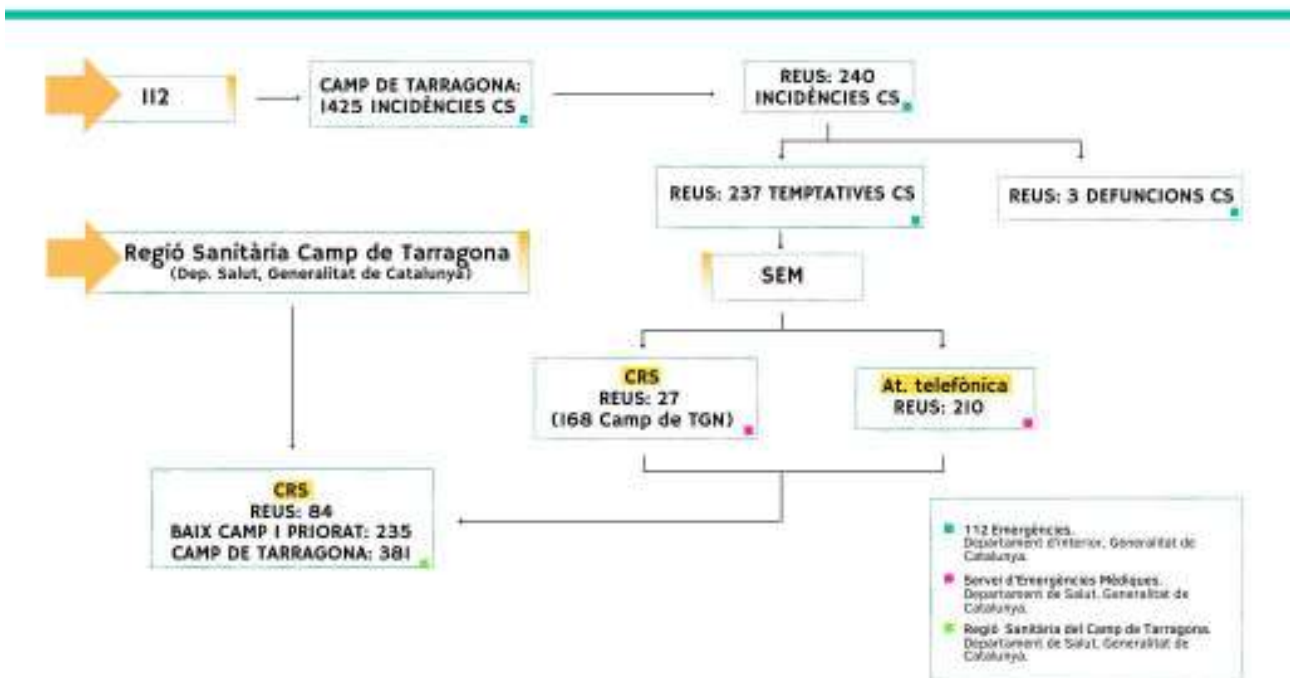 112
CAMP DE TARRAGONA:
1425 INCIDÈNCIES CS
REUS: 240
INCIDÈNCIES CS
REUS: 237 TEMPTATIVES CS
REUS: 3 DEFUNCIONS CS
Regió Sanitària Camp de Tarragona
(Dep. Salut, Generalitat de Catalunya)
SEM
CRS
REUS: 27
(168 Camp de TGN)
At. telefònica
REUS: 210
CRS
REUS: 84
BAIX CAMP I PRIORAT: 235
CAMP DE TARRAGONA: 381
112 Emergències.
Departament d'Interior, Generalitat de
Catalunya.
Servei d'Emergències Mèdiques.
Departament de Salut, Generalitat de
Catalunya.
Regió Sanitària del Camp de Tarragona.
Departament de Salut, Generalitat de
Catalunya.